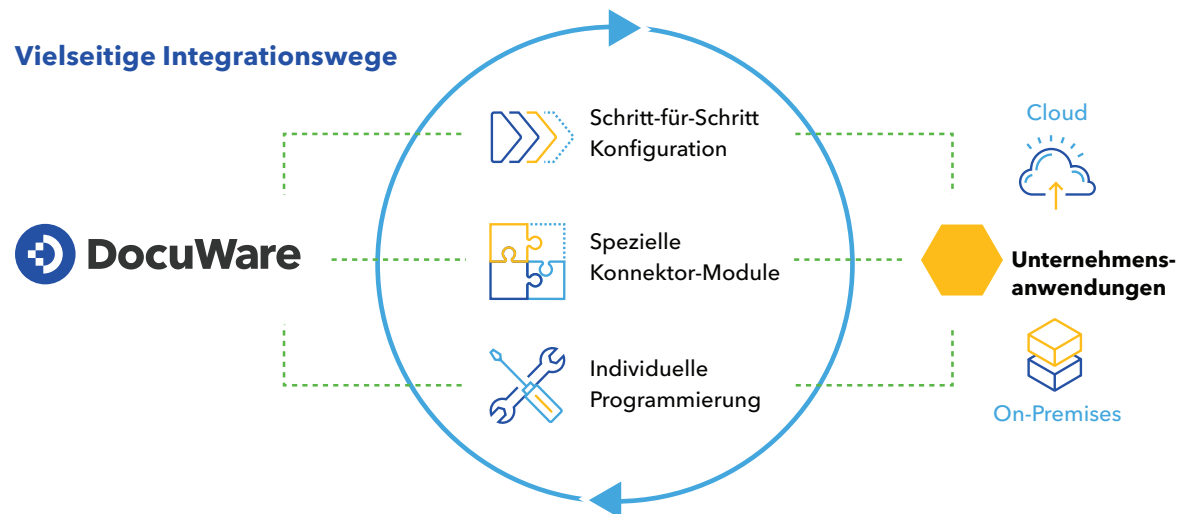 Vielseitige Integrationswege
DocuWare
Schritt-für-Schritt
Konfiguration
Spezielle
Konnektor-Module
Individuelle
Programmierung
Cloud
Unternehmens-
anwendungen
On-Premises